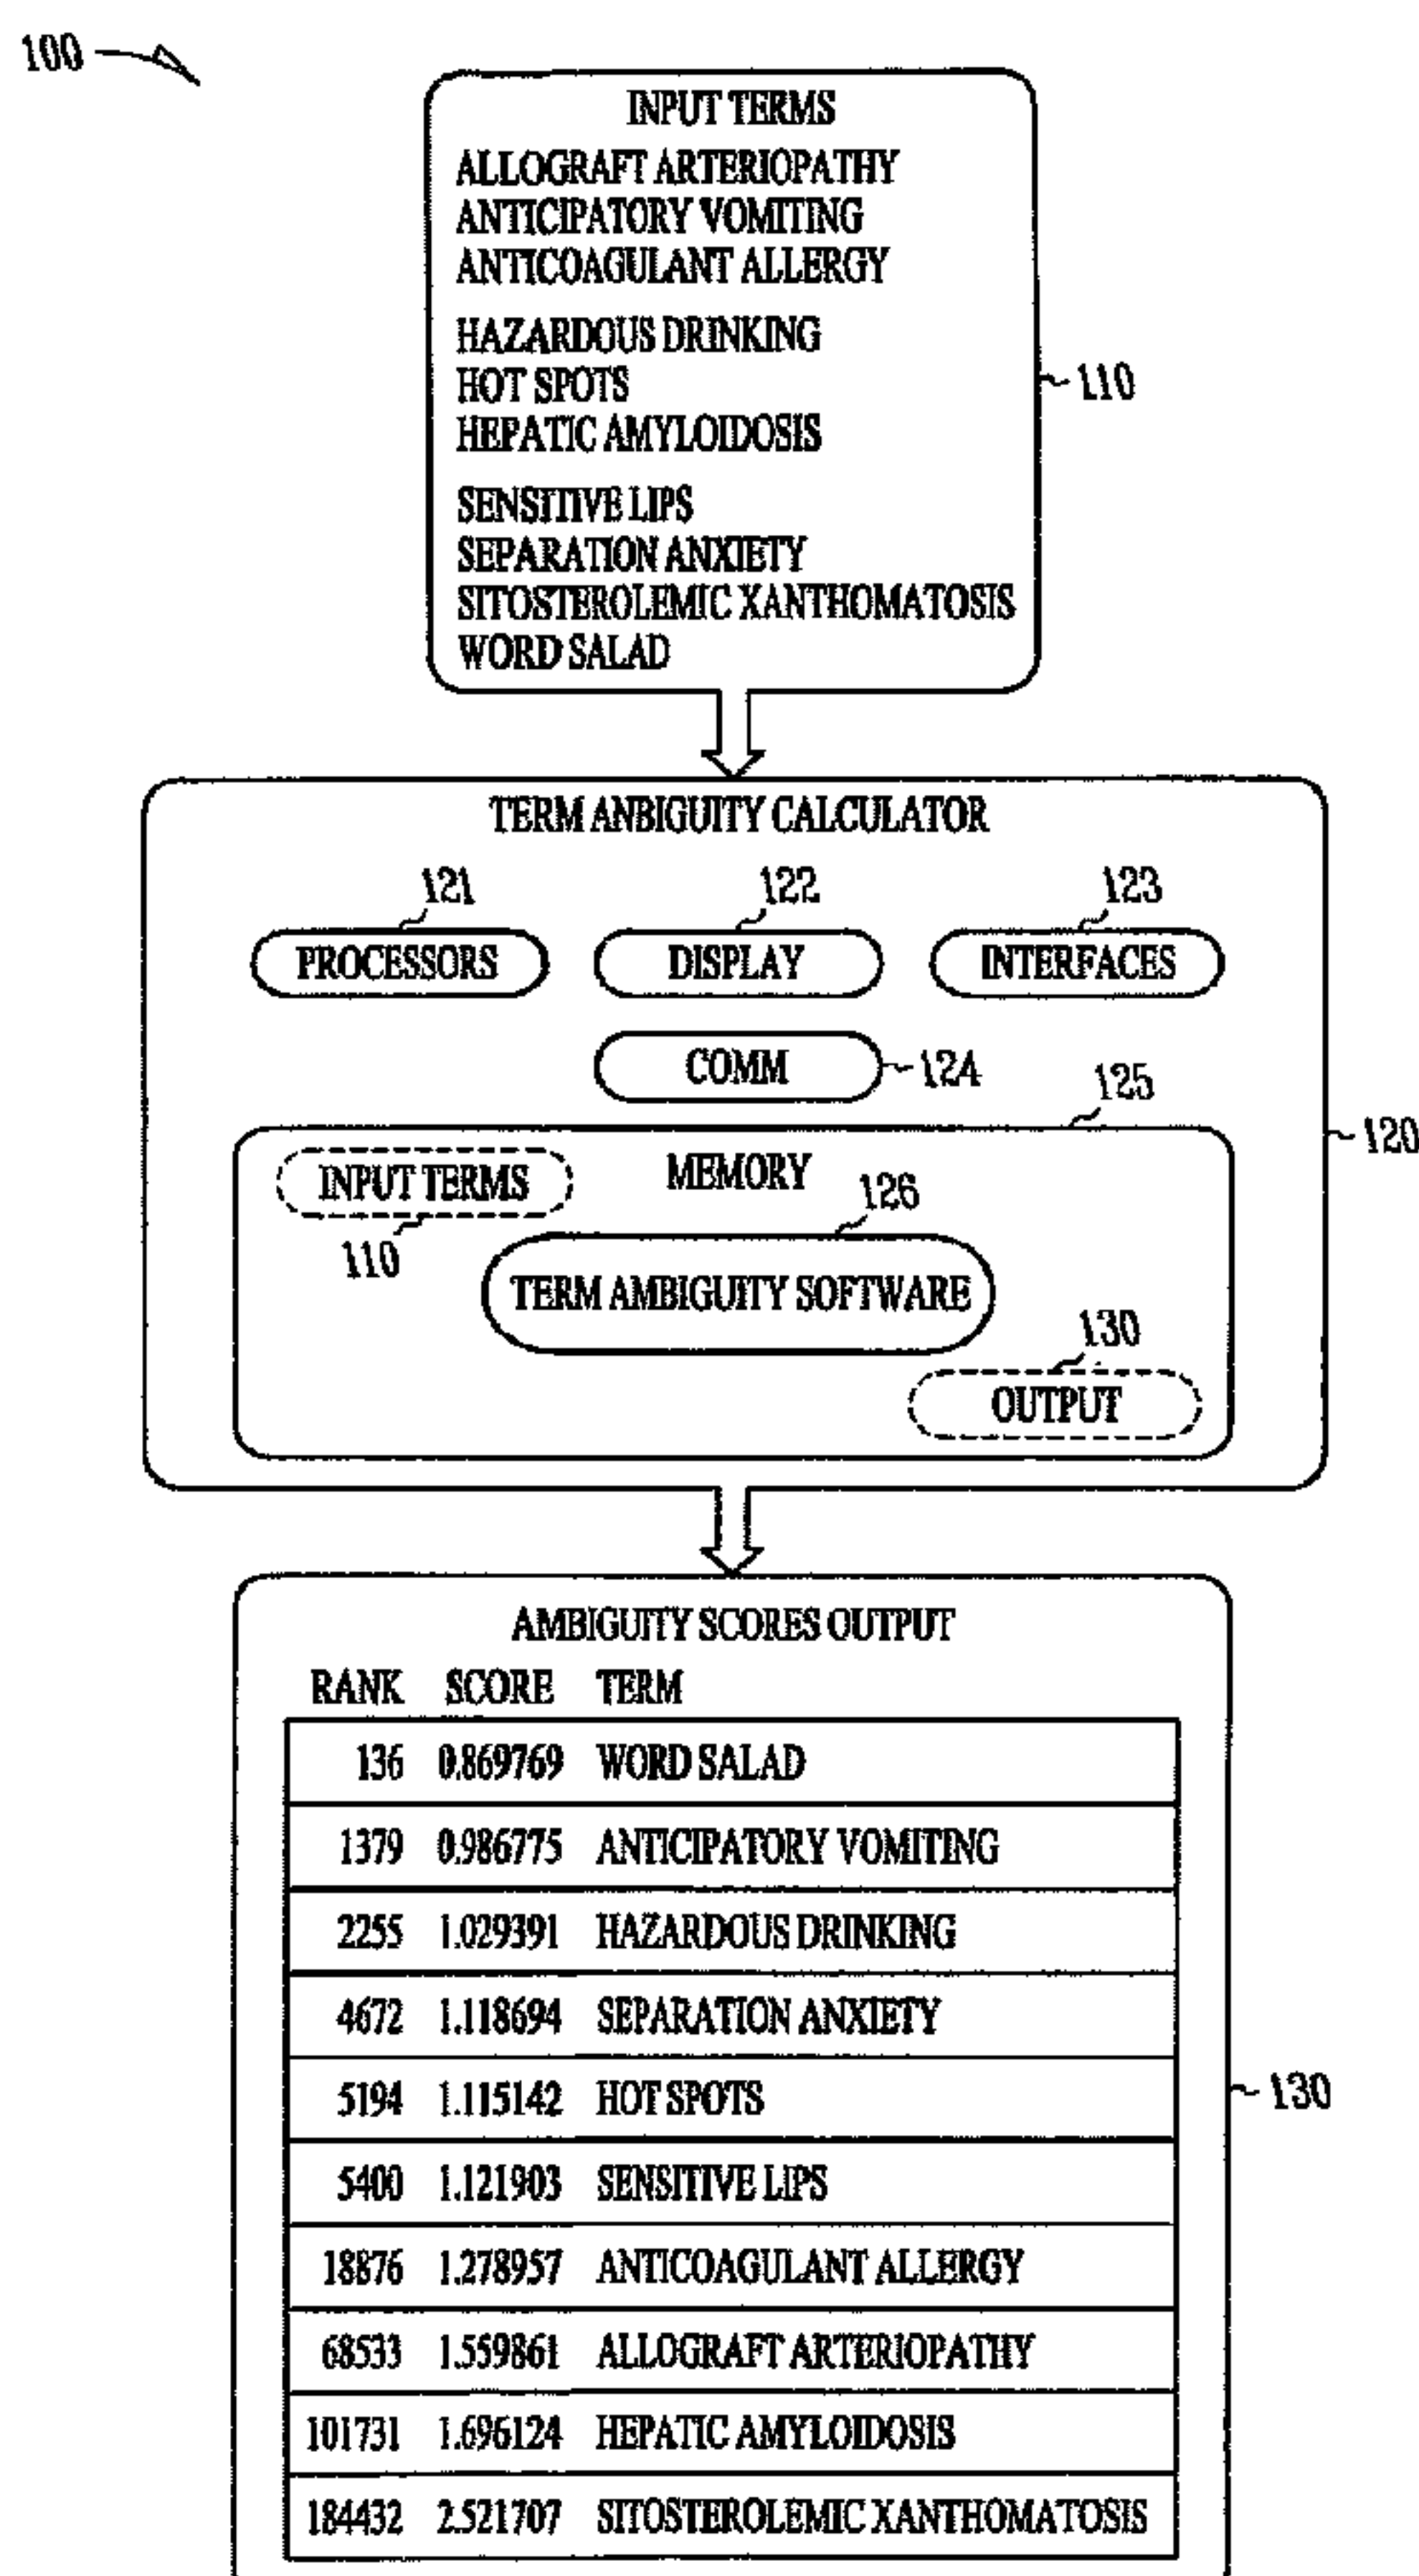 100
INPUT TERMS
ALLOGRAFT ARTERIOPATHY
ANTICIPATORY VOMITING
ANTICOAGULANT ALLERGY
HAZARDOUS DRINKING
HOT SPOTS
HEPATIC AMYLOIDOSIS
SENSITIVE LIPS
SEPARATION ANXIETY
SITOSTEROLEMIC XANTHOMATOSIS
WORD SALAD
110
TERM ANBIGUITY CALCULATOR
121 122 123
PROCESSORS DISPLAY INTERFACES
COMM 124
125
120
INPUT TERMS MEMORY
110
126
TERM AMBIGUITY SOFTWARE
130
OUTPUT
AMBIGUITY SCORES OUTPUT
RANK SCORE TERM
136 0.869769 WORD SALAD
1379 0.986775 ANTICIPATORY VOMITING
2255 1.029391 HAZARDOUS DRINKING
4672 1.118694 SEPARATION ANXIETY
5194 1.115142 HOT SPOTS
5400 1.121903 SENSITIVE LIPS
18876 1.278957 ANTICOAGULANT ALLERGY
68533 1.559861 ALLOGRAFT ARTERIOPATHY
101731 1.696124 HEPATIC AMYLOIDOSIS
184432 2.521707 SITOSTEROLEMIC XANTHOMATOSIS
130